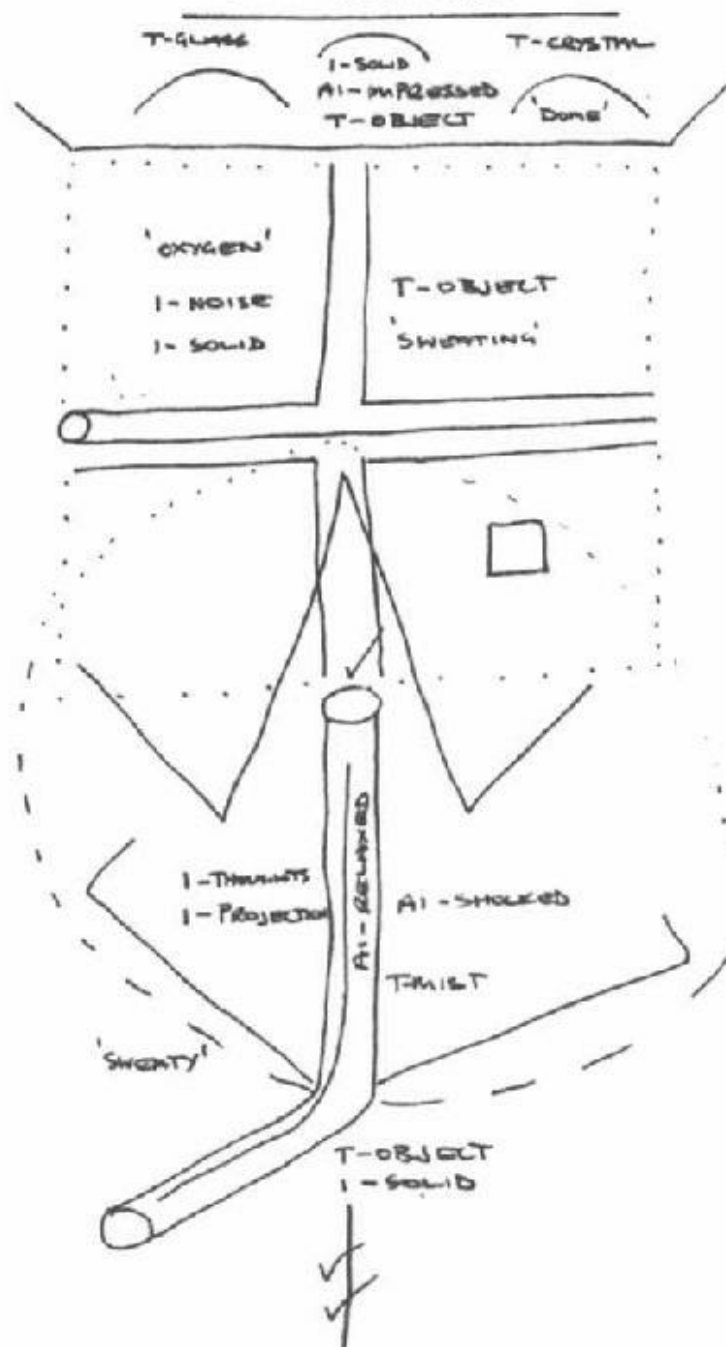 T-GLASS
I-SOLID
T-CRYSTAL
AI-IMPRESSED
T-OBJECT
'DOME'
'OXYGEN'
I-NOISE
I-SOLID
T-OBJECT
'SWEATING'
I-THOUGHTS
I-PROJECTION
AI-RELAXED
AI-SHOCKED
T-MIST
'SWEATY'
T-OBJECT
I-SOLID